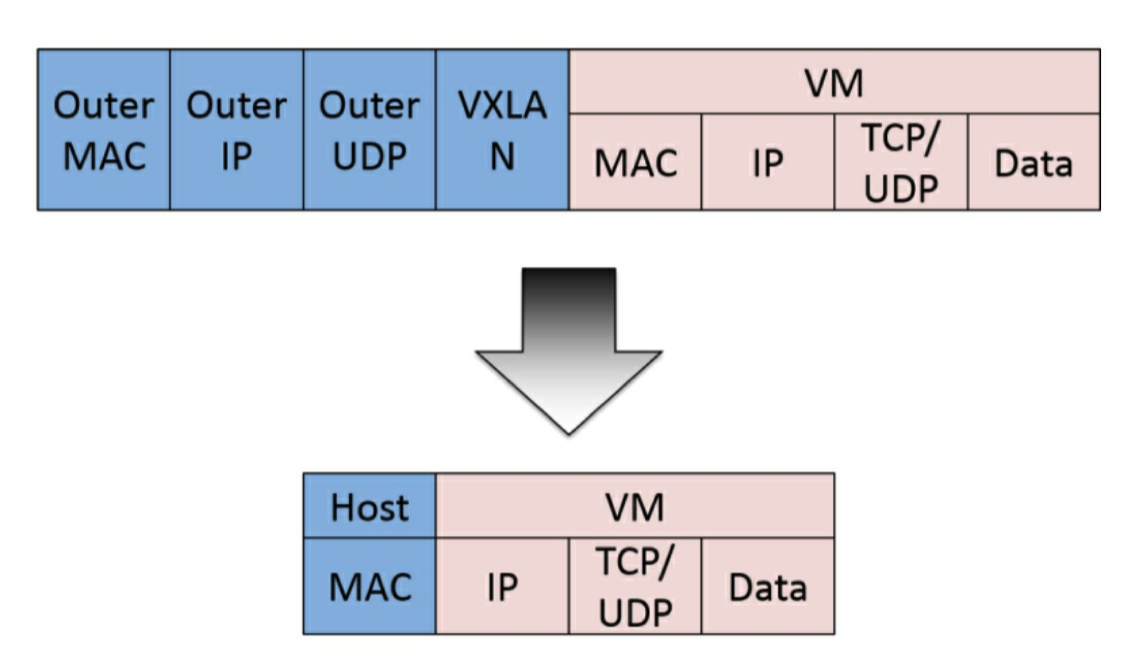 Outer
MAC
Outer
IP
Outer
UDP
VXLA
N
VM
MAC
IP
TCP/
UDP
Data
Host
VM
MAC
IP
TCP/
UDP
Data